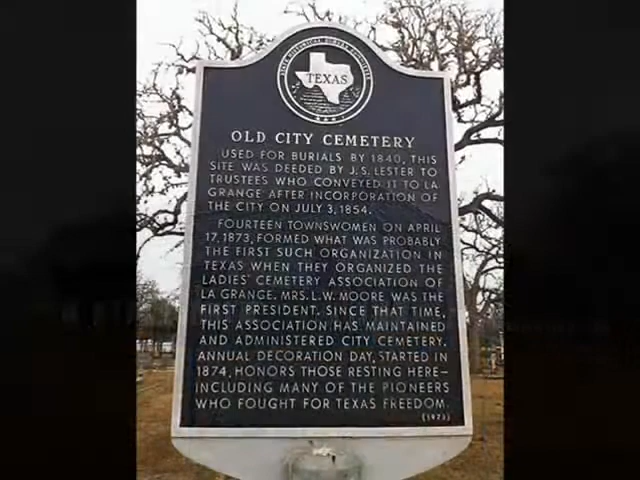 TEXAS
OLD CITY CEMETERY
USED FOR BURIALS BY 1840, THIS
SITE WAS DEEDED BY J.S. LESTER TO
TRUSTEES WHO CONVEYED IT TO LA
GRANGE AFTER INCORPORATION OF
THE CITY ON JULY 3, 1854.
FOURTEEN TOWNSWOMEN ON APRIL
17, 1873, FORMED WHAT WAS PROBABLY
THE FIRST SUCH ORGANIZATION IN
TEXAS WHEN THEY ORGANIZED THE
LADIES' CEMETERY ASSOCIATION OF
LA GRANGE. MRS. L.W. MOORE WAS THE
FIRST PRESIDENT. SINCE THAT TIME,
THIS ASSOCIATION HAS MAINTAINED
AND ADMINISTERED CITY CEMETERY.
ANNUAL DECORATION DAY, STARTED IN
1874, HONORS THOSE RESTING HERE—
INCLUDING MANY OF THE PIONEERS
WHO FOUGHT FOR TEXAS FREEDOM.
(1973)